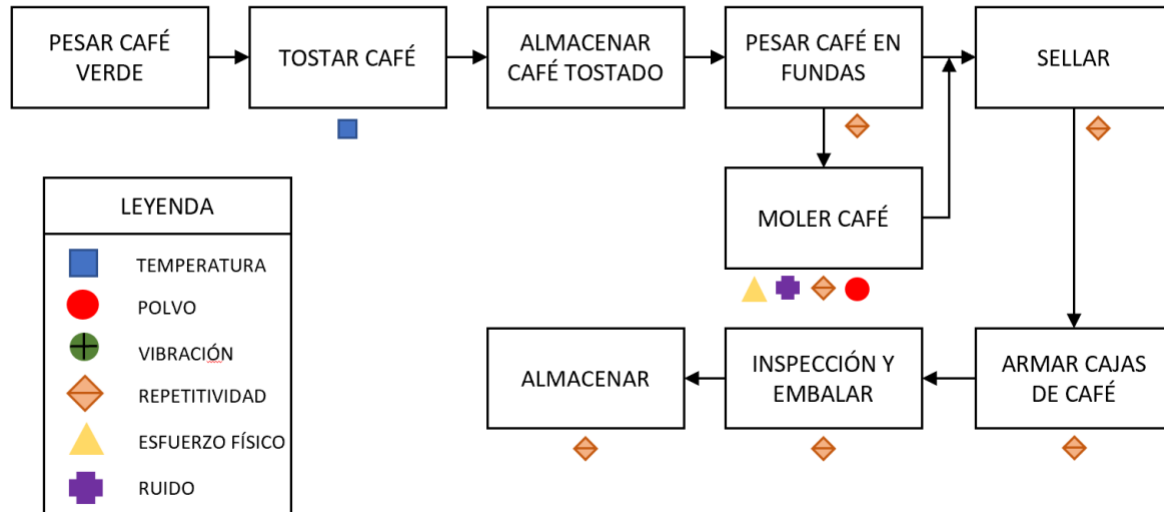 PESAR CAFÉ
VERDE
TOSTAR CAFÉ
ALMACENAR
CAFÉ TOSTADO
PESAR CAFÉ EN
FUNDAS
SELLAR
MOLER CAFÉ
LEYENDA
TEMPERATURA
POLVO
VIBRACIÓN
REPETITIVIDAD
ESFUERZO FÍSICO
RUIDO
ALMACENAR
INSPECCIÓN Y
EMBALAR
ARMAR CAJAS
DE CAFÉ